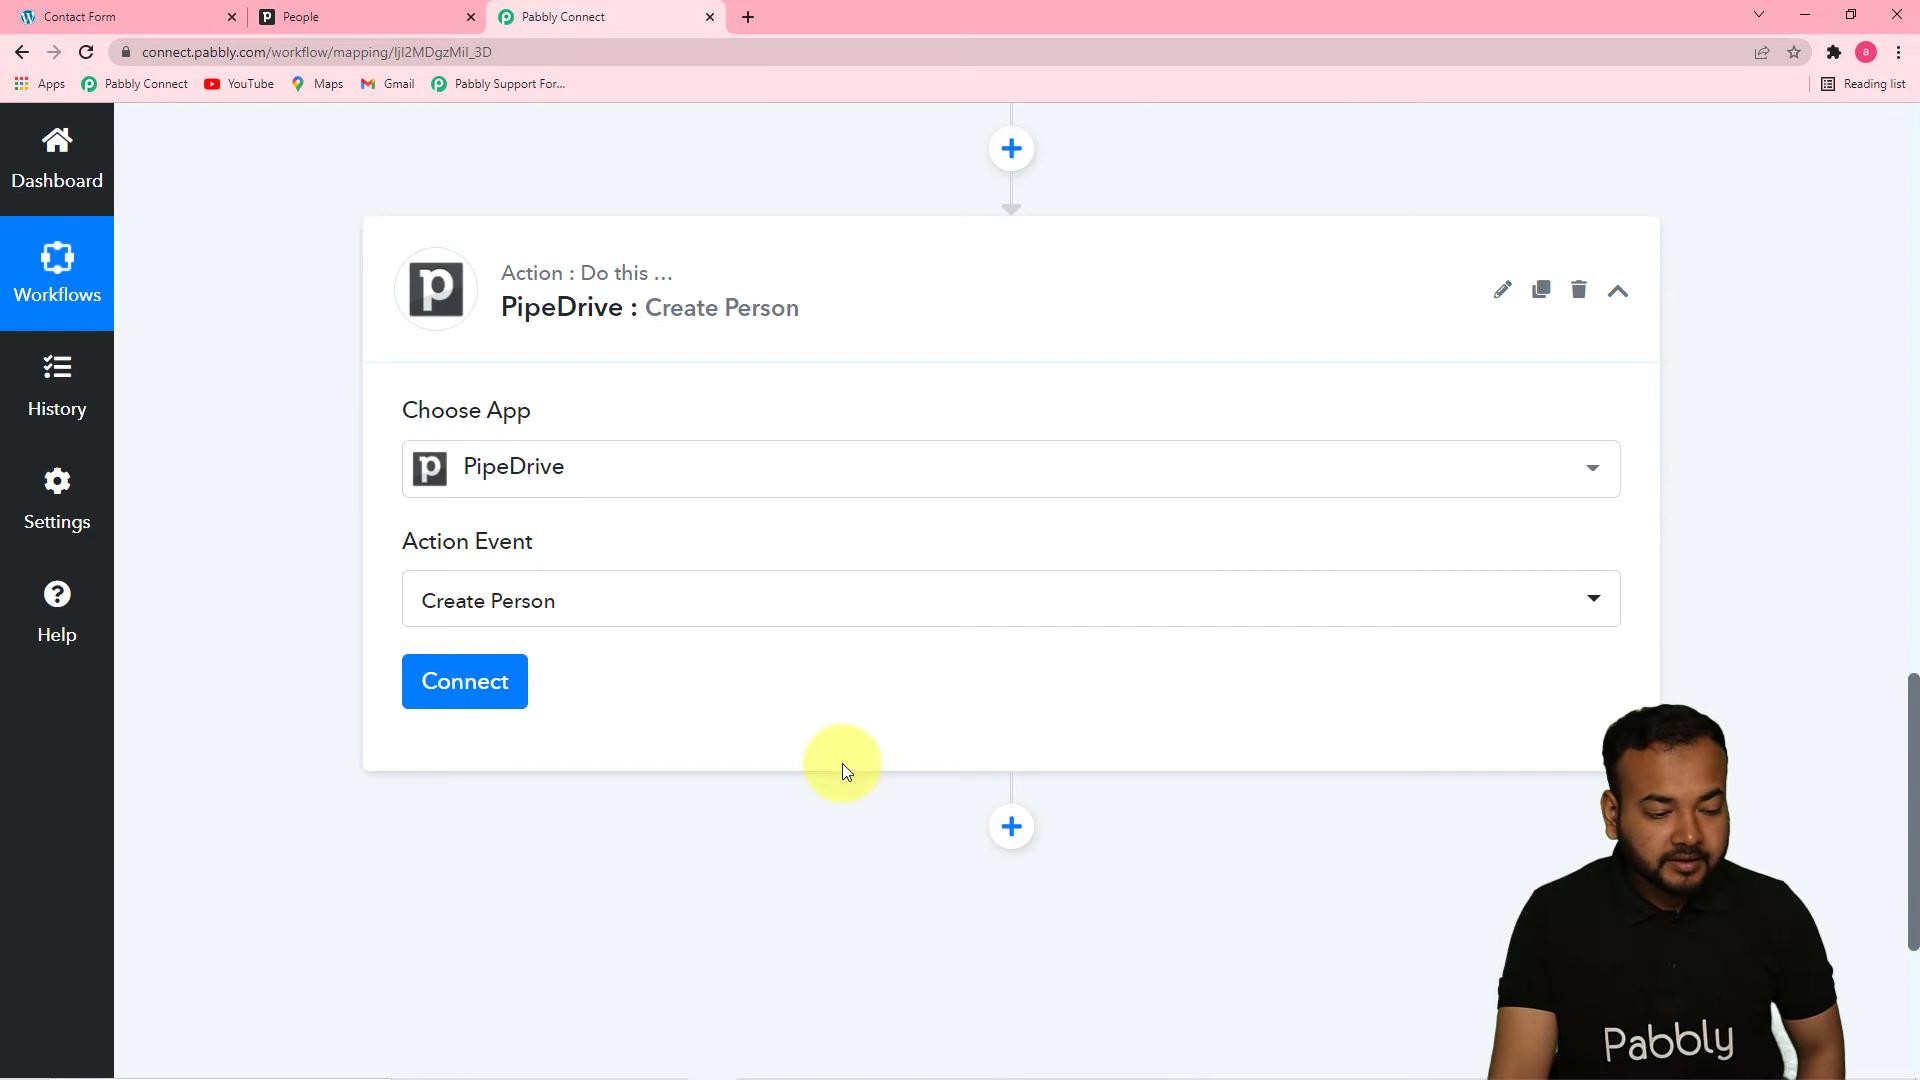 Contact Form
People
Pabbly Connect
connect.pabbly.com/workflow/mapping/IjI2MDgzMiI_3D
a
Apps
Pabbly Connect
YouTube
Maps
Gmail
Pabbly Support For...
Reading list
Dashboard
Workflows
History
Settings
Help
p
Action : Do this ...
PipeDrive : Create Person
Choose App
p PipeDrive
Action Event
Create Person
Connect
Pabbly